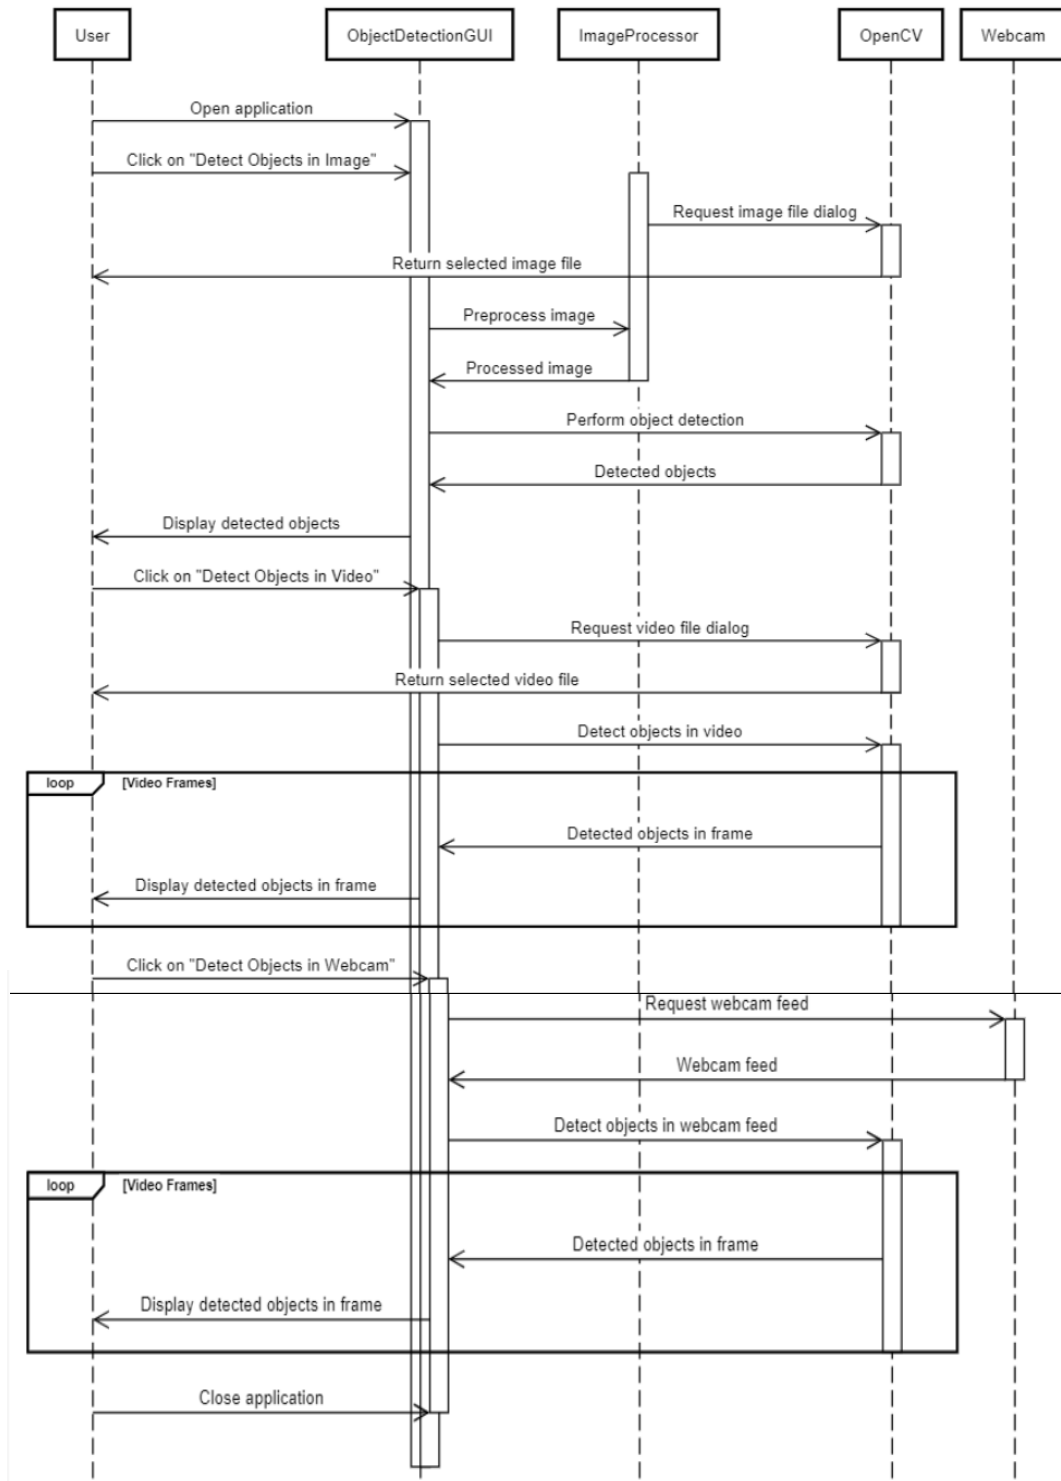 User
ObjectDetectionGUI
ImageProcessor
OpenCV
Webcam
Open application
Click on "Detect Objects in Image"
Request image file dialog
Return selected image file
Preprocess image
Processed image
Perform object detection
Detected objects
Display detected objects
Click on "Detect Objects in Video"
Request video file dialog
Return selected video file
Detect objects in video
loop
[Video Frames]
Detected objects in frame
Display detected objects in frame
Click on "Detect Objects in Webcam"
Request webcam feed
Webcam feed
Detect objects in webcam feed
loop
[Video Frames]
Detected objects in frame
Display detected objects in frame
Close application